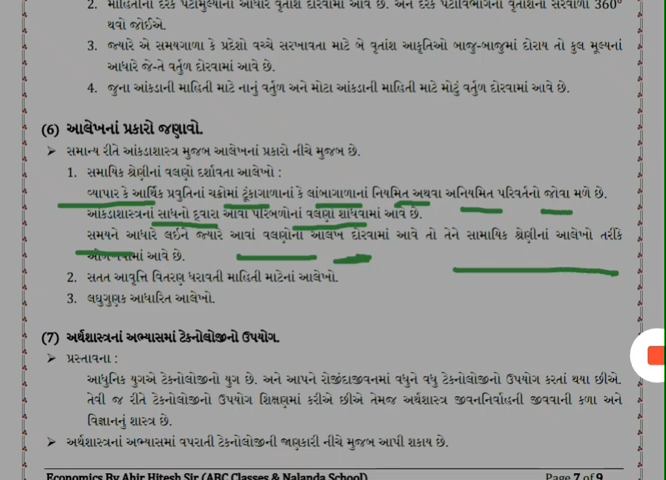 2. માહિતીના દરેક પેટામુલ્યના આધારે વૃતાંશ દોરવામાં આવે છે. અને દરેક પેટાવિભાગના વૃતાંશનો સરવાળો 360°
થવો જોઈએ.
3. જ્યારે એ સમયગાળા કે પ્રદેશો વચ્ચે સરખાવતા માટે બે વૃતાંશ આકૃતિઓ બાજુ-બાજુમાં દોરાય તો કુલ મૂલ્યનાં
આધારે જે-તે વર્તુળ દોરવામાં આવે છે.
4. જુના આંકડાની માહિતી માટે નાનું વર્તુળ અને મોટા આંકડાની માહિતી માટે મોટું વર્તુળ દોરવામાં આવે છે.
(6) આલેખનાં પ્રકારો જણાવો.
➢ સમાન્ય રીતે આંકડાશાસ્ત્ર મુજબ આલેખનાં પ્રકારો નીચે મુજબ છે.
1. સમાયિક શ્રેણીનાં વલણો દર્શાવતા આલેખો :
વ્યાપાર કે આર્થિક પ્રવુતિનાં ચક્રોમાં ટૂંકાગાળાનાં કે લાંબાગાળાનાં નિયમિત અથવા અનિયમિત પરિવર્તનો જોવા મળે છે.
આંકડાશાસ્ત્રનાં સાધનો દુવારા આવા પરિબળોનાં વલણો શોધવામાં આવે છે.
સમયને આધારે લઈને જ્યારે આવાં વલણોના આલેખ દોરવામાં આવે તો તેને સામાયિક શ્રેણીનાં આલેખો તરીકે
ઓળખવામાં આવે છે.
2. સતત આવૃત્તિ વિતરણ ધરાવતી માહિતી માટેનાં આલેખો.
3. લઘુગુણક આધારિત આલેખો.
(7) અર્થશાસ્ત્રનાં અભ્યાસમાં ટેકનોલોજીનો ઉપયોગ.
➢ પ્રસ્તાવના :
આધુનિક યુગએ ટેકનોલોજીનો યુગ છે. અને આપને રોજીંદાજીવનમાં વધુને વધુ ટેકનોલોજીનો ઉપયોગ કરતાં થયા છીએ.
તેવી જ રીતે ટેકનોલોજીનો ઉપયોગ શિક્ષણમાં કરીએ છીએ તેમજ અર્થશાસ્ત્ર જીવનનિર્વાહની જીવવાની કળા અને
વિજ્ઞાનનું શાસ્ત્ર છે.
➢ અર્થશાસ્ત્રનાં અભ્યાસમાં વપરાતી ટેકનોલોજીની જાણકારી નીચે મુજબ આપી શકાય છે.
Economics By Ahir Hitesh Sir (ABC Classes & Nalanda School) Page 7 of 9